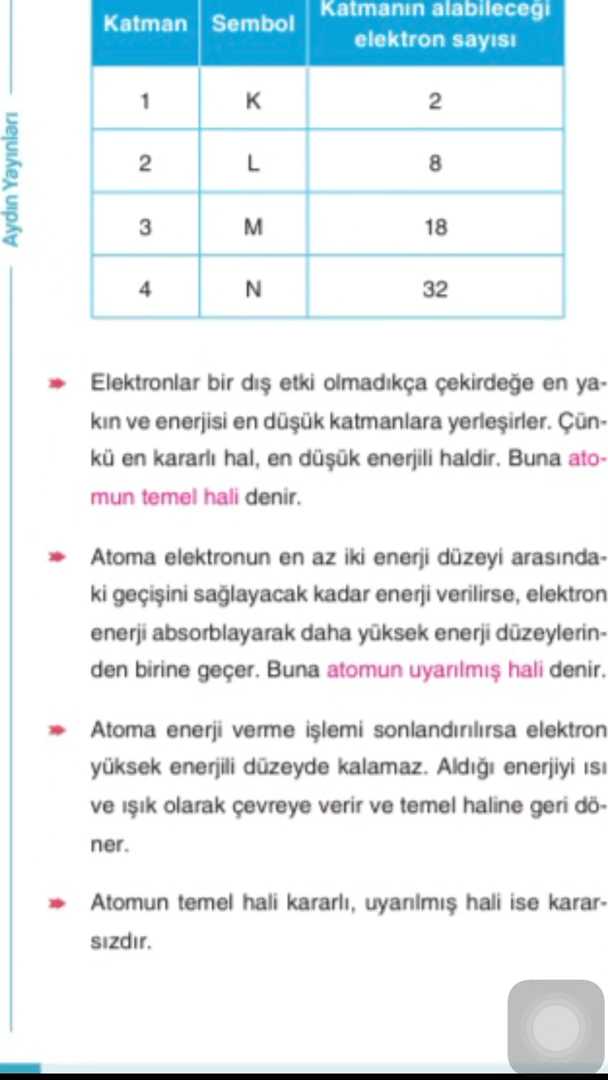 Katman Sembol Katmanın alabileceği elektron sayısı
1 K 2
2 L 8
3 M 18
4 N 32
Aydın Yayınları
Elektronlar bir dış etki olmadıkça çekirdeğe en ya-
kın ve enerjisi en düşük katmanlara yerleşirler. Çün-
kü en kararlı hal, en düşük enerjili haldir. Buna ato-
mun temel hali denir.
Atoma elektronun en az iki enerji düzeyi arasında-
ki geçişini sağlayacak kadar enerji verilirse, elektron
enerji absorblayarak daha yüksek enerji düzeylerin-
den birine geçer. Buna atomun uyarılmış hali denir.
Atoma enerji verme işlemi sonlandırılırsa elektron
yüksek enerjili düzeyde kalamaz. Aldığı enerjiyi ısı
ve ışık olarak çevreye verir ve temel haline geri dö-
ner.
Atomun temel hali kararlı, uyarılmış hali ise karar-
sızdır.